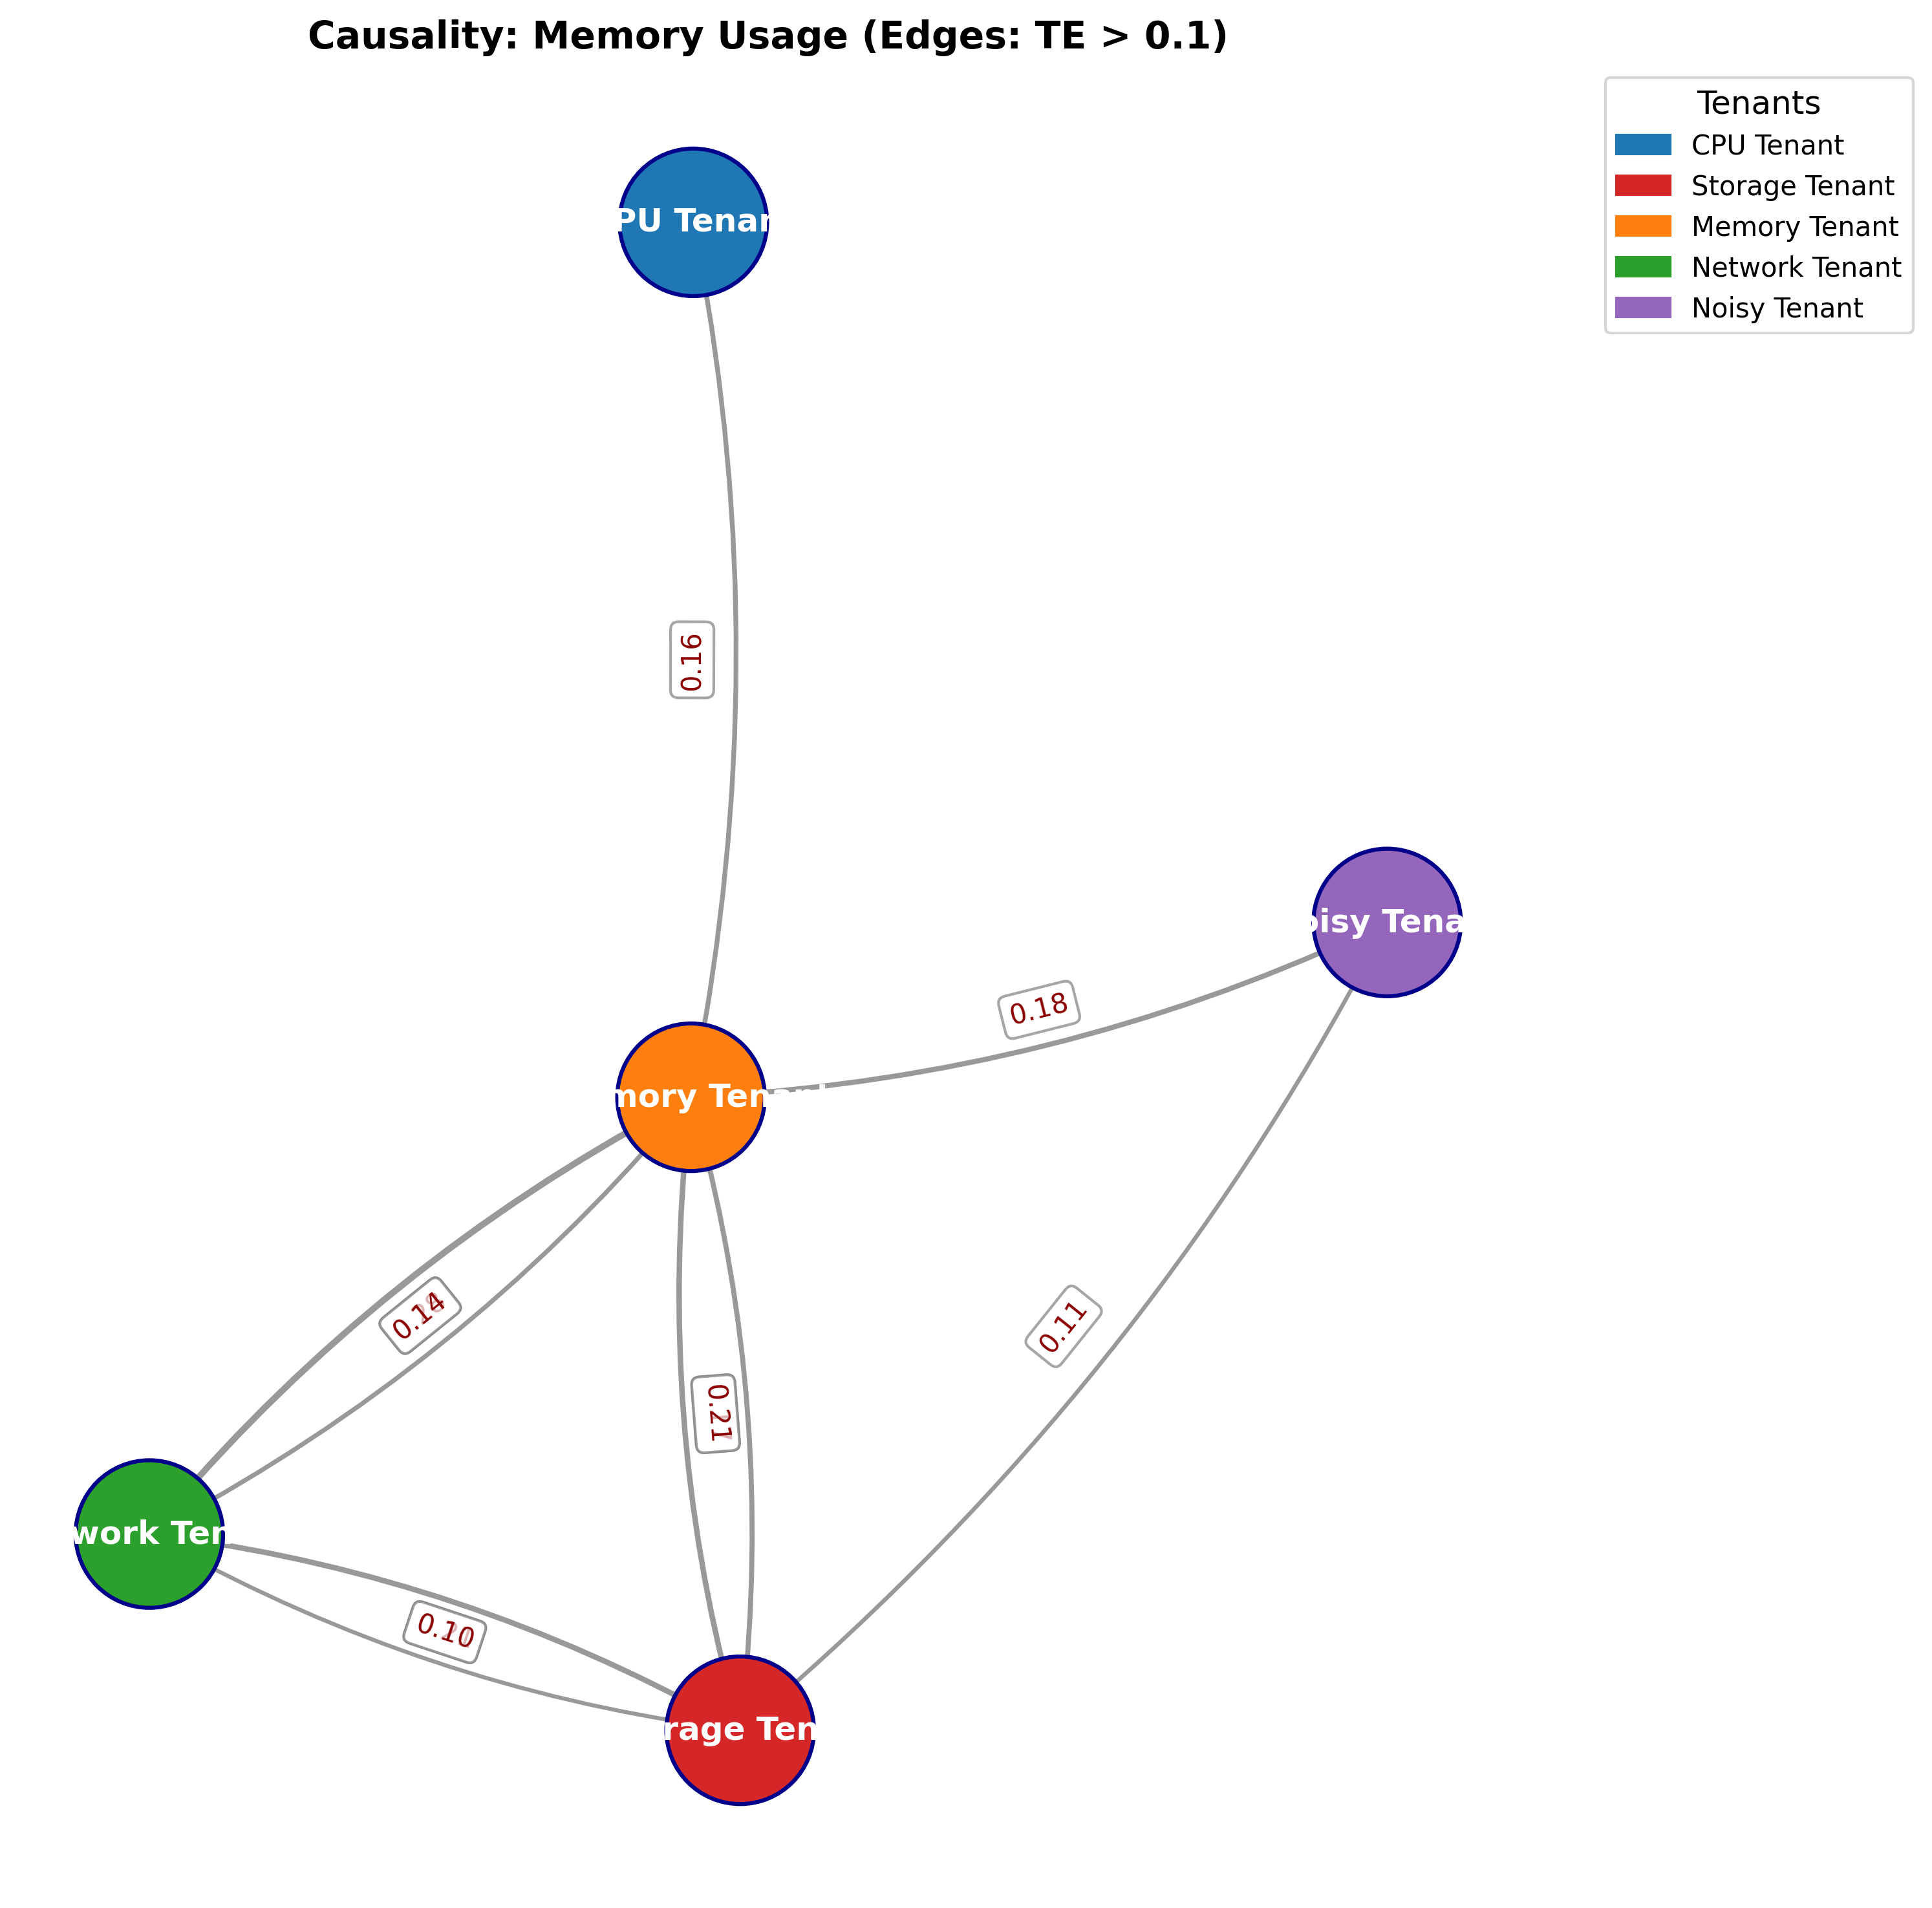 Causality: Memory Usage (Edges: TE > 0.1)
Tenants
CPU Tenant
Storage Tenant
Memory Tenant
Network Tenant
Noisy Tenant
PU Tenan
0.16
oisy Tena
0.18
mory Tenant
0.14
0.11
0.21
work Ten
0.10
rage Ten